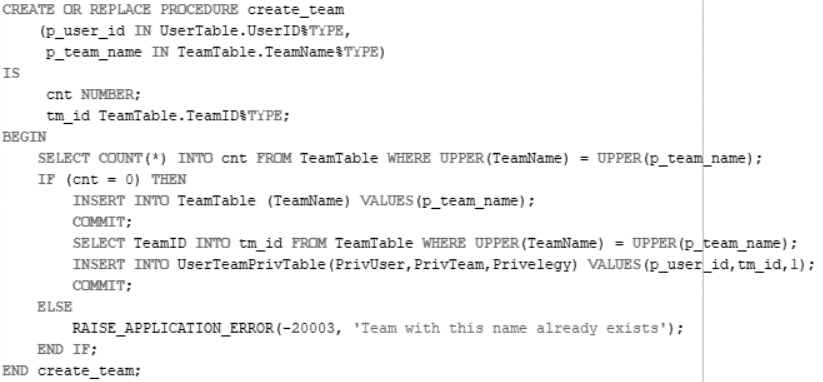 CREATE OR REPLACE PROCEDURE create_team
(p_user_id IN UserTable.UserID%TYPE,
p_team_name IN TeamTable.TeamName%TYPE)
IS
cnt NUMBER;
tm_id TeamTable.TeamID%TYPE;
BEGIN
SELECT COUNT(*) INTO cnt FROM TeamTable WHERE UPPER(TeamName) = UPPER(p_team_name);
IF (cnt = 0) THEN
INSERT INTO TeamTable (TeamName) VALUES(p_team_name);
COMMIT;
SELECT TeamID INTO tm_id FROM TeamTable WHERE UPPER(TeamName) = UPPER(p_team_name);
INSERT INTO UserTeamPrivTable(PrivUser,PrivTeam,Privelegy) VALUES(p_user_id,tm_id,1);
COMMIT;
ELSE
RAISE_APPLICATION_ERROR(-20003, 'Team with this name already exists');
END IF;
END create_team;